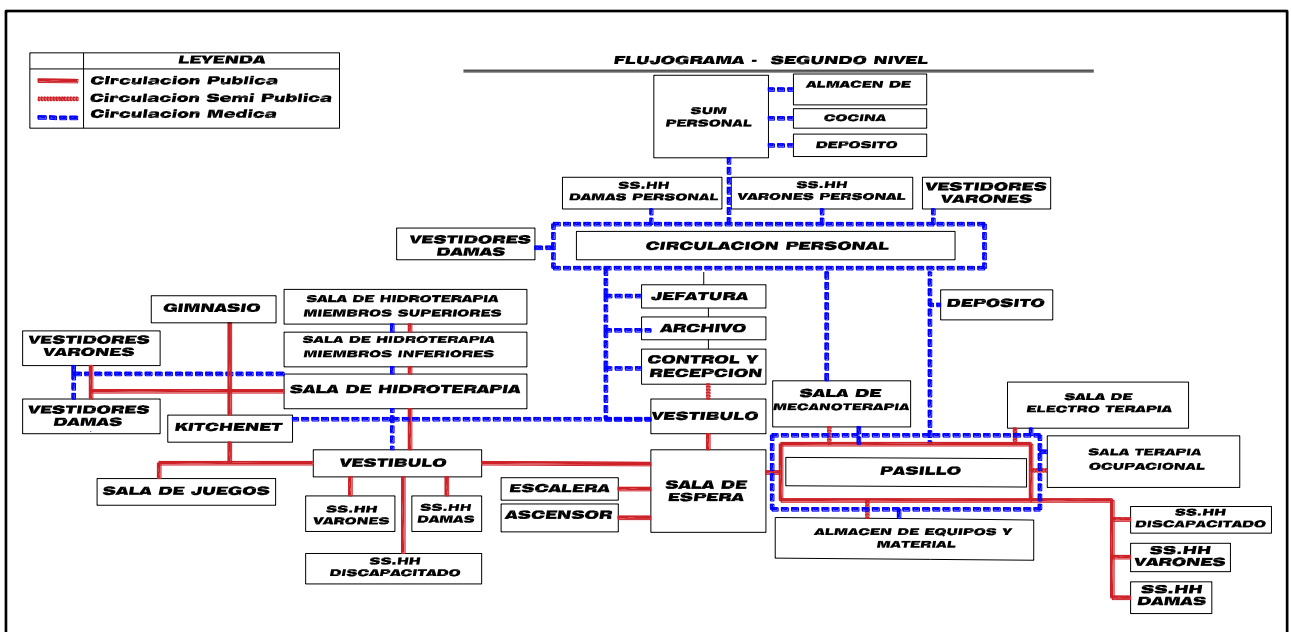 LEYENDA
Circulacion Publica
Circulacion Semi Publica
Circulacion Medica
FLUJOGRAMA - SEGUNDO NIVEL
SUM
PERSONAL
ALMACEN DE
COCINA
DEPOSITO
SS.HH
DAMAS PERSONAL
SS.HH
VARONES PERSONAL
VESTIDORES
VARONES
VESTIDORES
DAMAS
CIRCULACION PERSONAL
JEFATURA
ARCHIVO
CONTROL Y
RECEPCION
VESTIBULO
DEPOSITO
GIMNASIO
SALA DE HIDROTERAPIA
MIEMBROS SUPERIORES
SALA DE HIDROTERAPIA
MIEMBROS INFERIORES
SALA DE HIDROTERAPIA
VESTIDORES
VARONES
VESTIDORES
DAMAS
KITCHENET
SALA DE JUEGOS
VESTIBULO
SS.HH
VARONES
SS.HH
DAMAS
SS.HH
DISCAPACITADO
ESCALERA
ASCENSOR
SALA DE
ESPERA
SALA DE
MECANOTERAPIA
PASILLO
SALA DE
ELECTRO TERAPIA
SALA TERAPIA
OCUPACIONAL
ALMACEN DE EQUIPOS Y
MATERIAL
SS.HH
DISCAPACITADO
SS.HH
VARONES
SS.HH
DAMAS